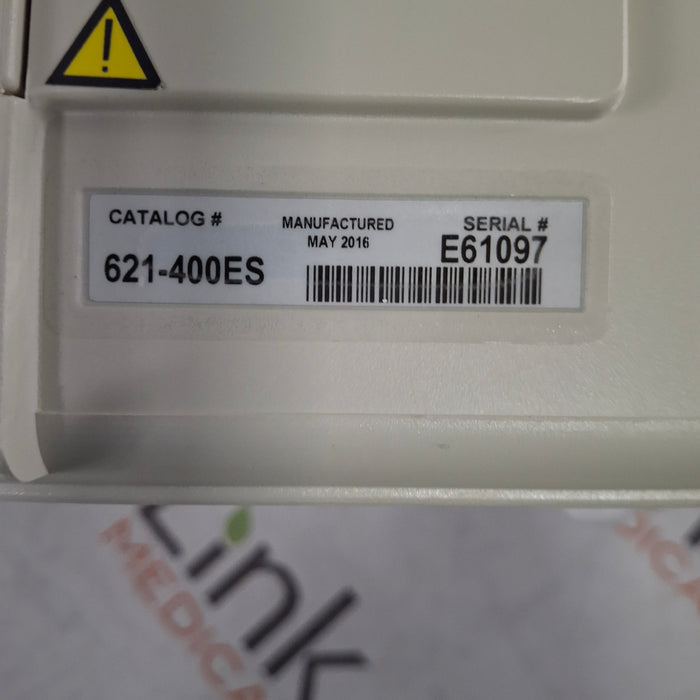 CATALOG #
621-400ES
MANUFACTURED
MAY 2016
SERIAL #
E61097
Link
MEDICAL